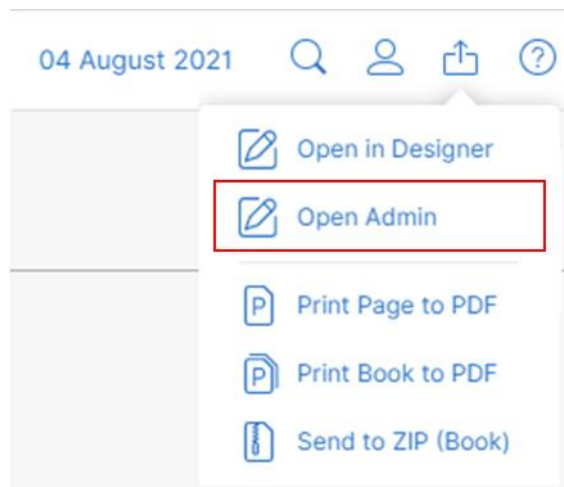 04 August 2021
?
Open in Designer
Open Admin
P Print Page to PDF
P Print Book to PDF
Send to ZIP (Book)